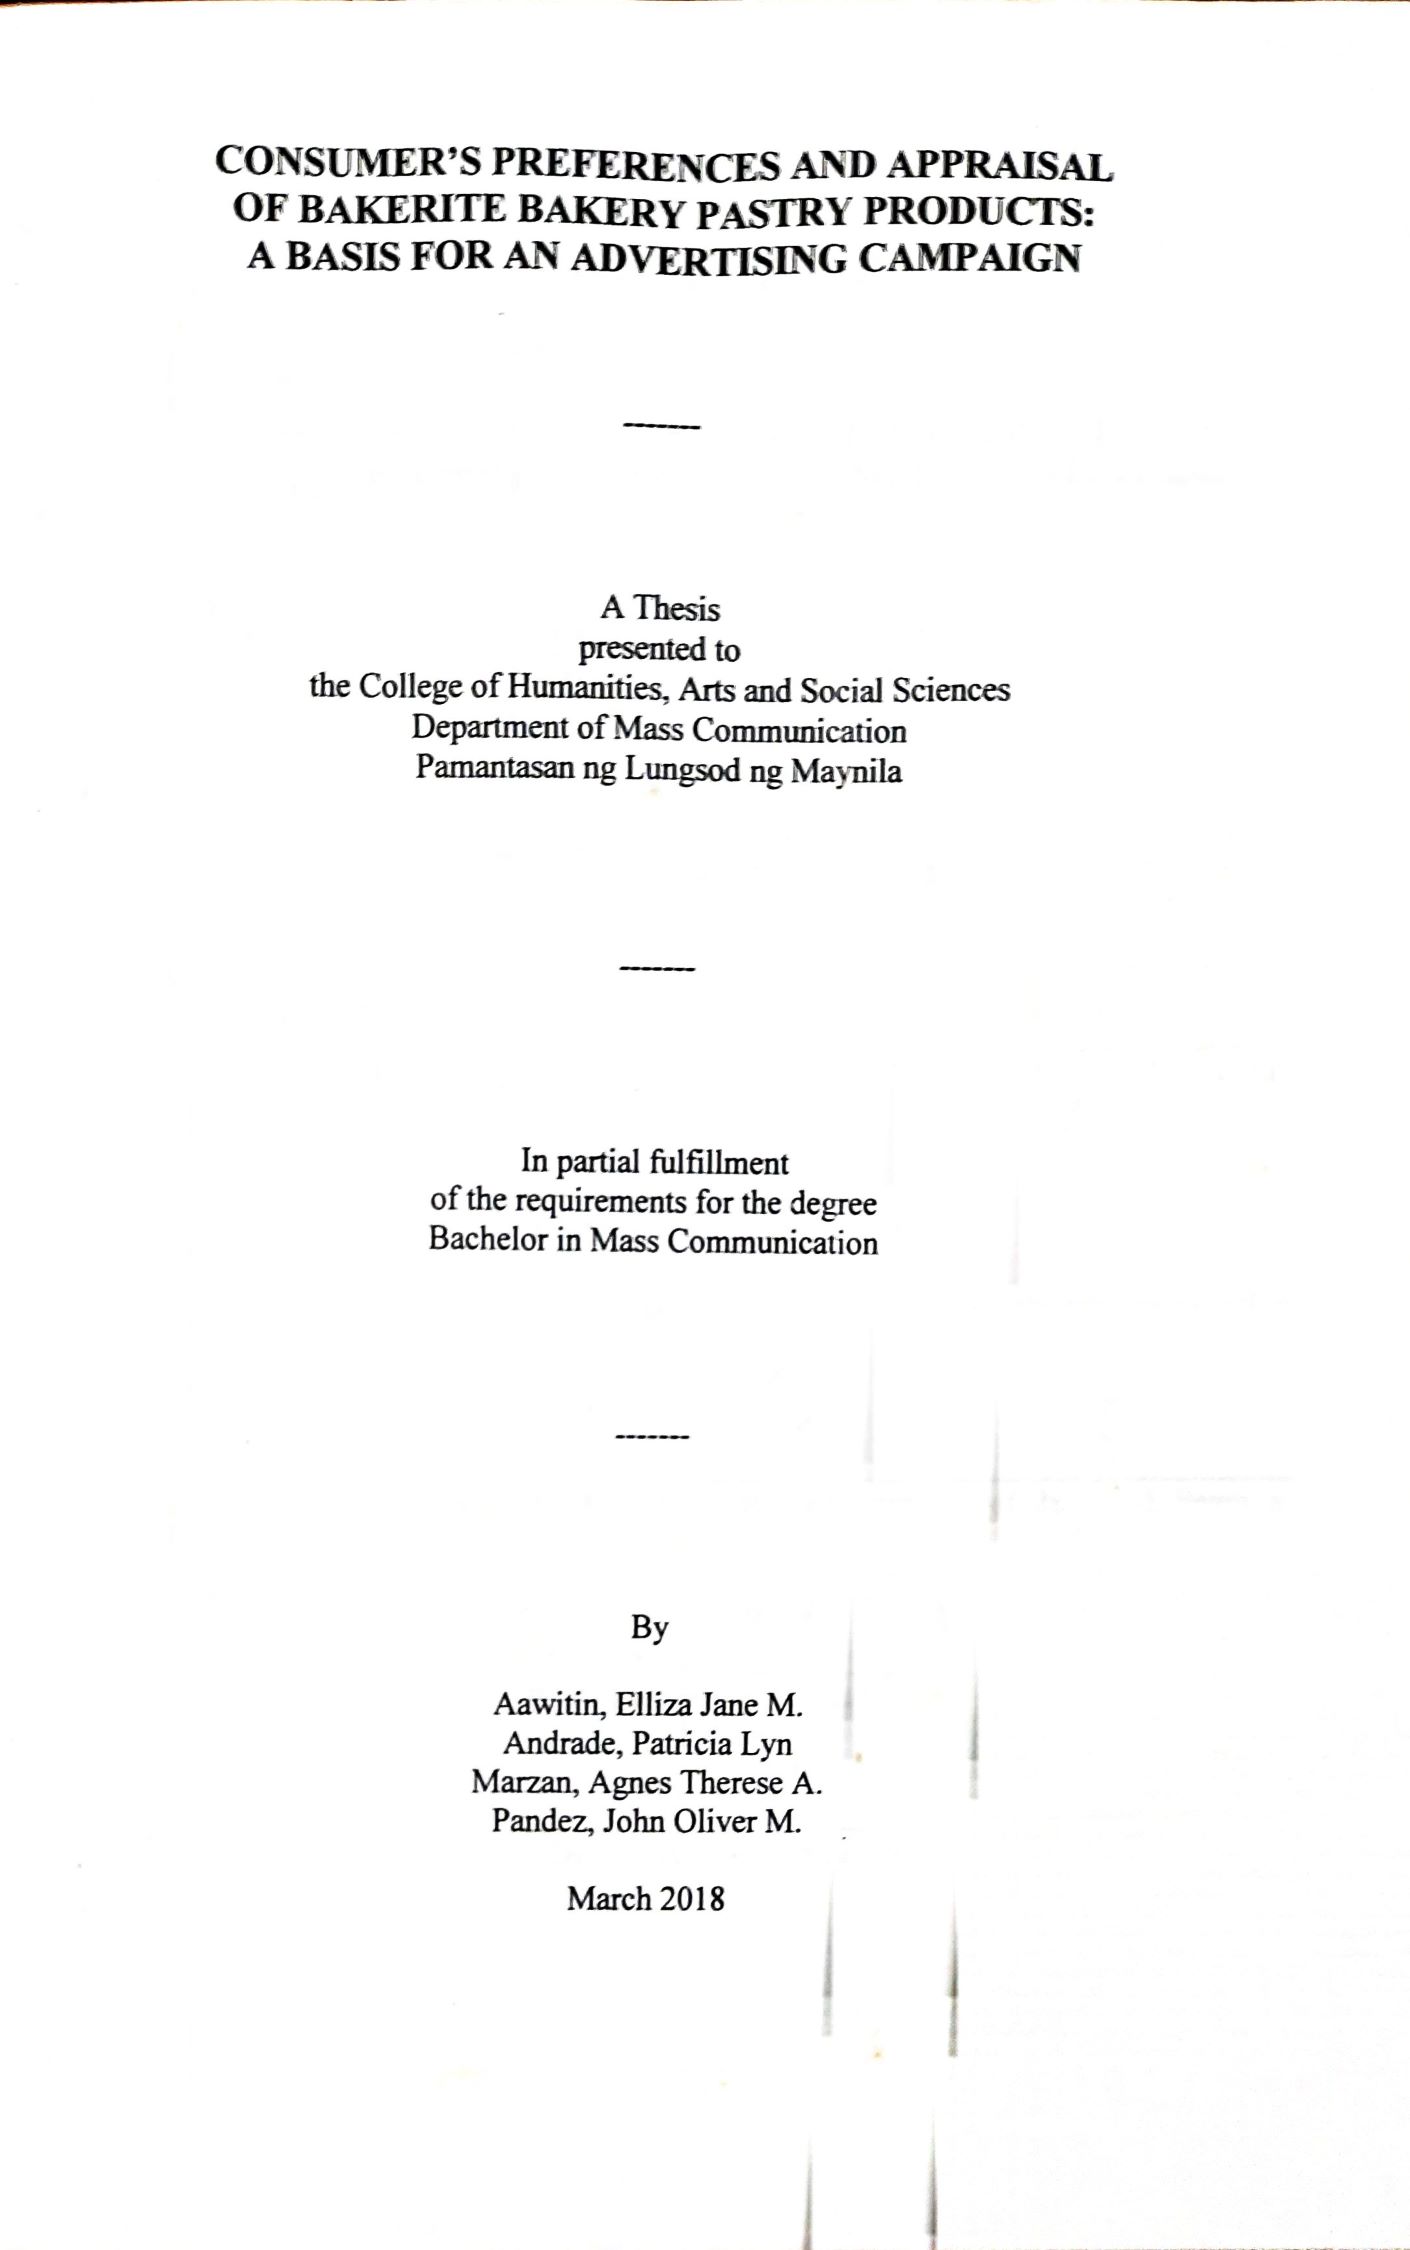 CONSUMER'S PREFERENCES AND APPRAISAL
OF BAKERITE BAKERY PASTRY PRODUCTS:
A BASIS FOR AN ADVERTISING CAMPAIGN
-------
A Thesis
presented to
the College of Humanities, Arts and Social Sciences
Department of Mass Communication
Pamantasan ng Lungsod ng Maynila
-------
In partial fulfillment
of the requirements for the degree
Bachelor in Mass Communication
-------
By
Aawitin, Elliza Jane M.
Andrade, Patricia Lyn
Marzan, Agnes Therese A.
Pandez, John Oliver M.
March 2018